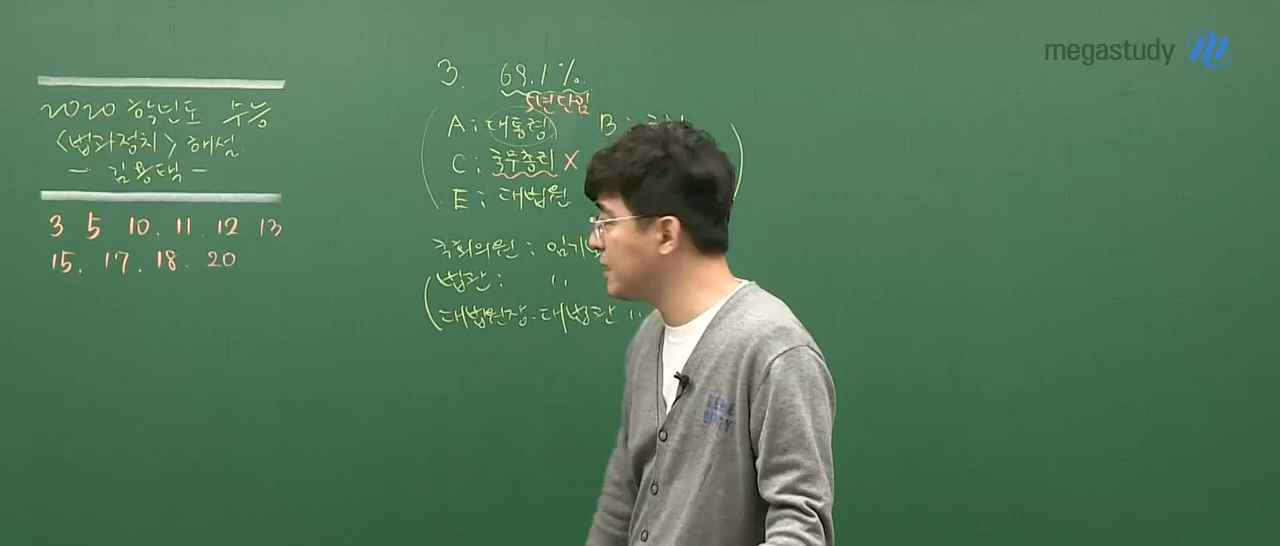 megastudy
2020 학년도 수능
<법과정치> 해설
- 김용택 -
3 5 10. 11. 12 13
15. 17. 18. 20
3. 69.1%
5년단임
A: 대통령 B:
C: 국무총리 X
E: 대법원
국회의원: 임기
법관: ''
대법원장·대법관 ''